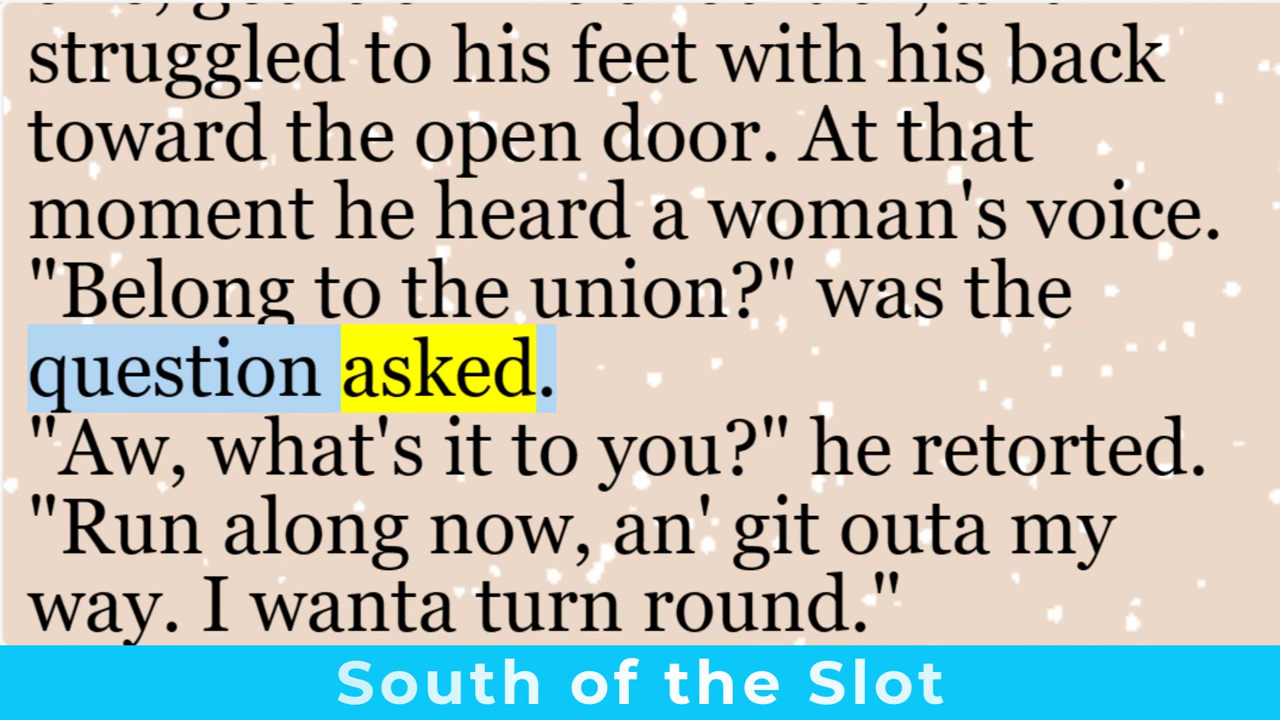 struggled to his feet with his back
toward the open door. At that
moment he heard a woman's voice.
"Belong to the union?" was the
question asked.
"Aw, what's it to you?" he retorted.
"Run along now, an' git outa my
way. I wanta turn round."
South of the Slot